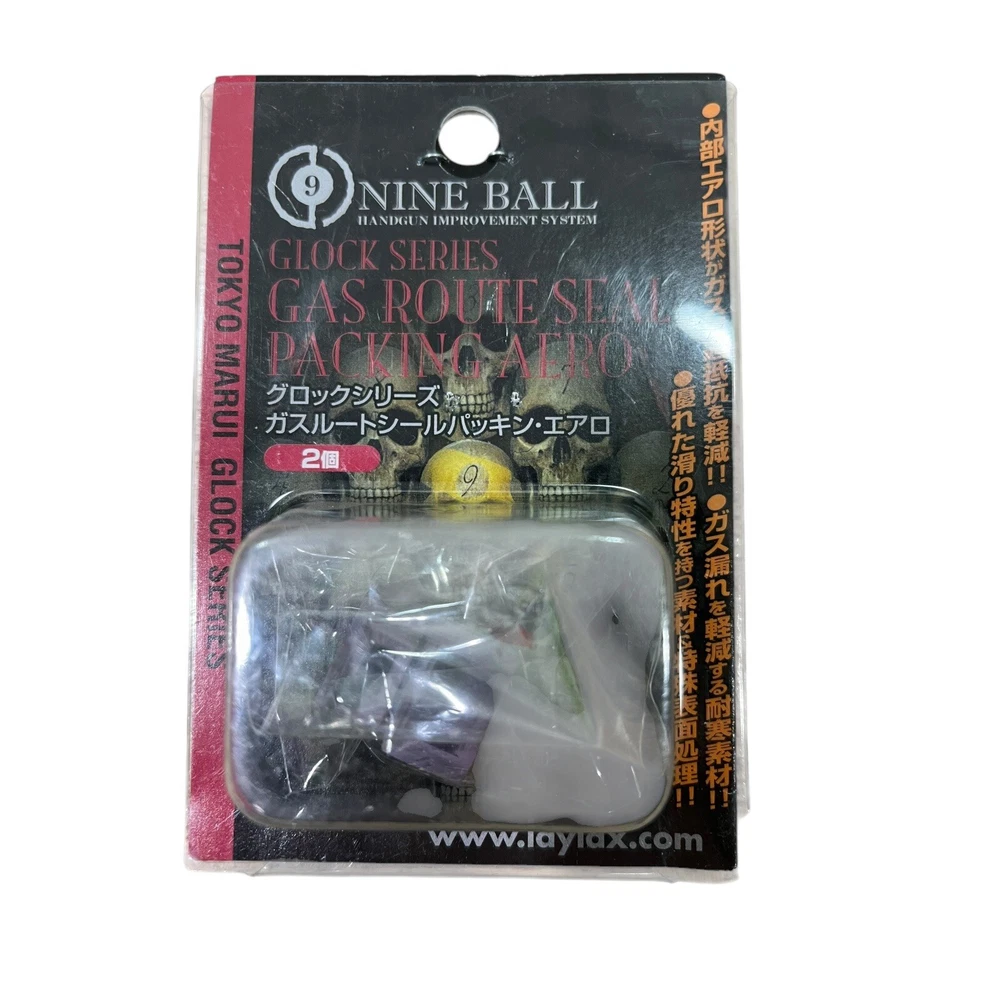 9
NINE BALL
HANDGUN IMPROVEMENT SYSTEM
GLOCK SERIES
GAS ROUTE SEAL
PACKING AERO
グロックシリーズ
ガスルートシールパッキン・エアロ
2個
9
TOKYO MARUI GLOCK SERIES
●内部エアロ形状がガス 抵抗を軽減!! ●ガス漏れを軽減する耐寒素材!!
●優れた滑り特性を持つ素材&特殊表面処理!!
www.laylax.com